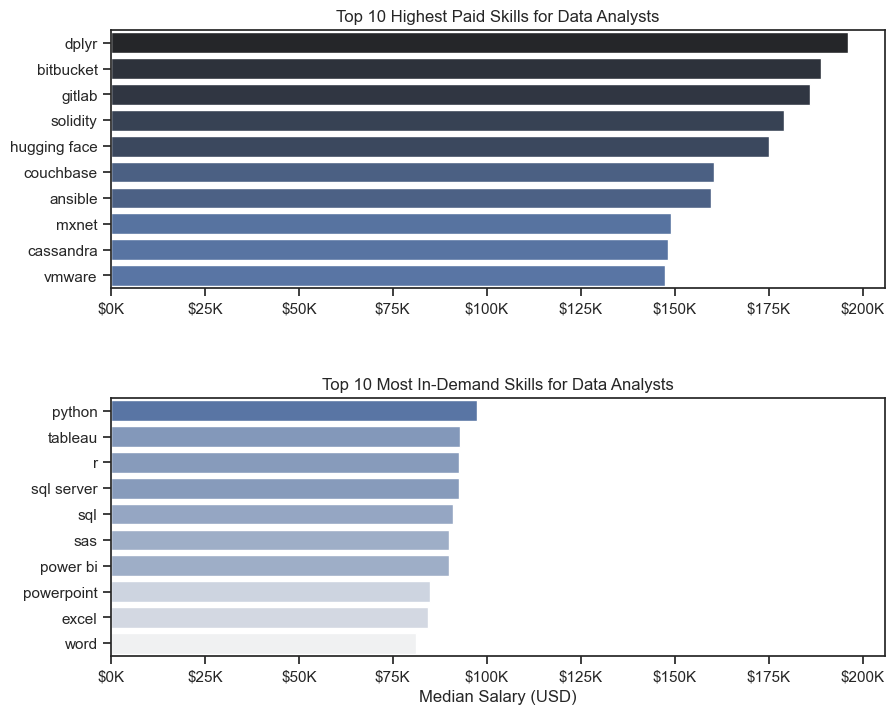 Top 10 Highest Paid Skills for Data Analysts
dplyr
bitbucket
gitlab
solidity
hugging face
couchbase
ansible
mxnet
cassandra
vmware
$0K $25K $50K $75K $100K $125K $150K $175K $200K
Top 10 Most In-Demand Skills for Data Analysts
python
tableau
r
sql server
sql
sas
power bi
powerpoint
excel
word
$0K $25K $50K $75K $100K $125K $150K $175K $200K
Median Salary (USD)